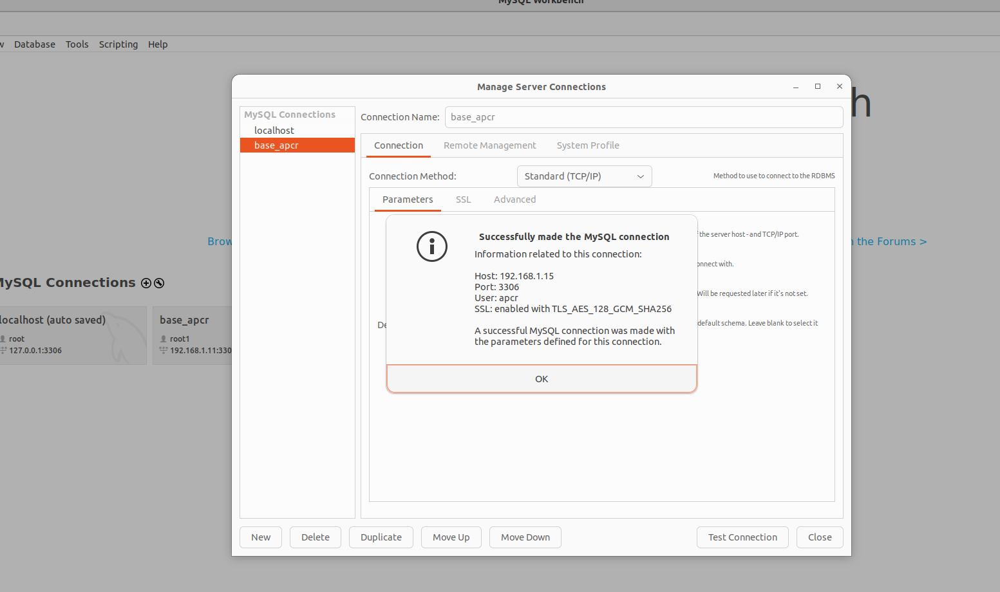 MySQL Workbench
Database Tools Scripting Help
Manage Server Connections
MySQL Connections
localhost
base_apcr
Connection Name: base_apcr
Connection Remote Management System Profile
Connection Method: Standard (TCP/IP) Method to use to connect to the RDBMS
Parameters SSL Advanced
the server host - and TCP/IP port.
with.
Will be requested later if it's not set.
default schema. Leave blank to select it
Successfully made the MySQL connection
Information related to this connection:
Host: 192.168.1.15
Port: 3306
User: apcr
SSL: enabled with TLS_AES_128_GCM_SHA256
A successful MySQL connection was made with
the parameters defined for this connection.
OK
New Delete Duplicate Move Up Move Down Test Connection Close
h
Brow
the Forums >
MySQL Connections
localhost (auto saved)
root
127.0.0.1:3306
base_apcr
root1
192.168.1.11:330